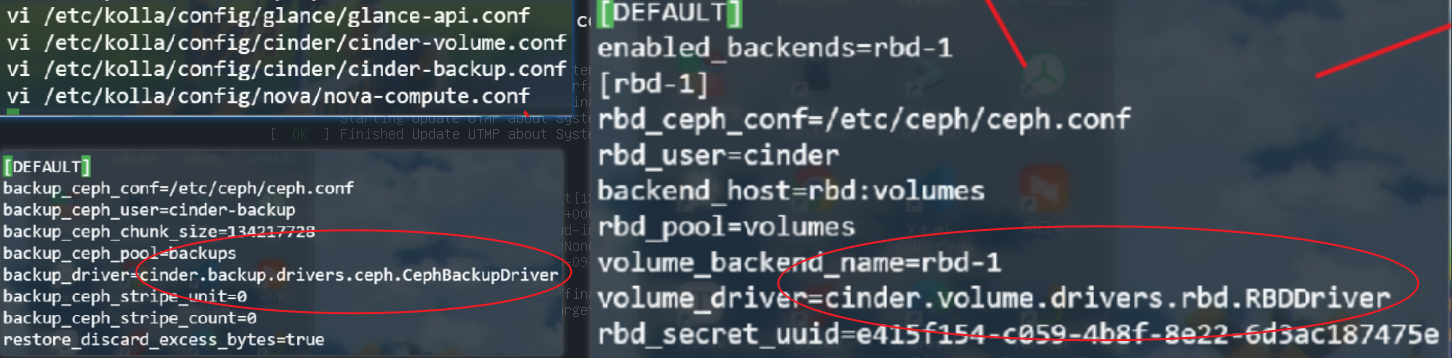 vi /etc/kolla/config/glance/glance-api.conf
vi /etc/kolla/config/cinder/cinder-volume.conf
vi /etc/kolla/config/cinder/cinder-backup.conf
vi /etc/kolla/config/nova/nova-compute.conf
Starting Update UTMP about Syste
[ OK ] Finished Update UTMP about Syste
[DEFAULT]
backup_ceph_conf=/etc/ceph/ceph.conf
backup_ceph_user=cinder-backup
backup_ceph_chunk_size=134217728
backup_ceph_pool=backups
backup_driver=cinder.backup.drivers.ceph.CephBackupDriver
backup_ceph_stripe_unit=0
backup_ceph_stripe_count=0
restore_discard_excess_bytes=true
[DEFAULT]
enabled_backends=rbd-1
[rbd-1]
rbd_ceph_conf=/etc/ceph/ceph.conf
rbd_user=cinder
backend_host=rbd:volumes
rbd_pool=volumes
volume_backend_name=rbd-1
volume_driver=cinder.volume.drivers.rbd.RBDDriver
rbd_secret_uuid=e415f154-c059-4b8f-8e22-6d3ac187475e